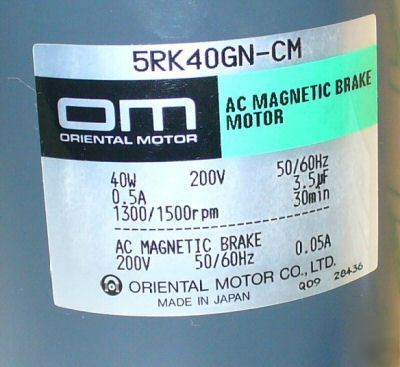 5RK40GN-CM
OM
ORIENTAL MOTOR
AC MAGNETIC BRAKE
MOTOR
40W 200V 50/60Hz
0.5A 3.5µF
1300/1500rpm 30min
AC MAGNETIC BRAKE
200V 50/60Hz 0.05A
ORIENTAL MOTOR CO., LTD.
MADE IN JAPAN Q09 28436